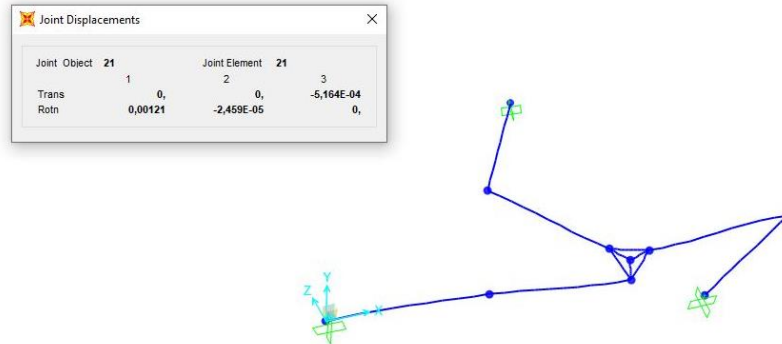 Joint Displacements
Joint Object 21 Joint Element 21
1 2 3
Trans 0, 0, -5,164E-04
Rotn 0,00121 -2,459E-05 0,
Y
Z
X